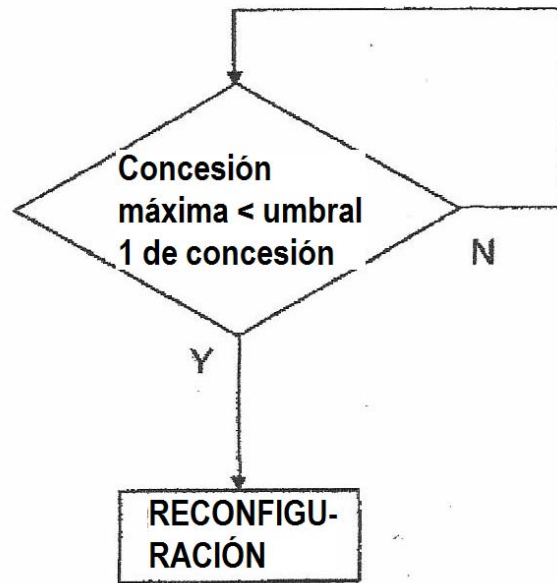 Concesión
máxima < umbral
1 de concesión
N
Y
RECONFIGU-
RACIÓN